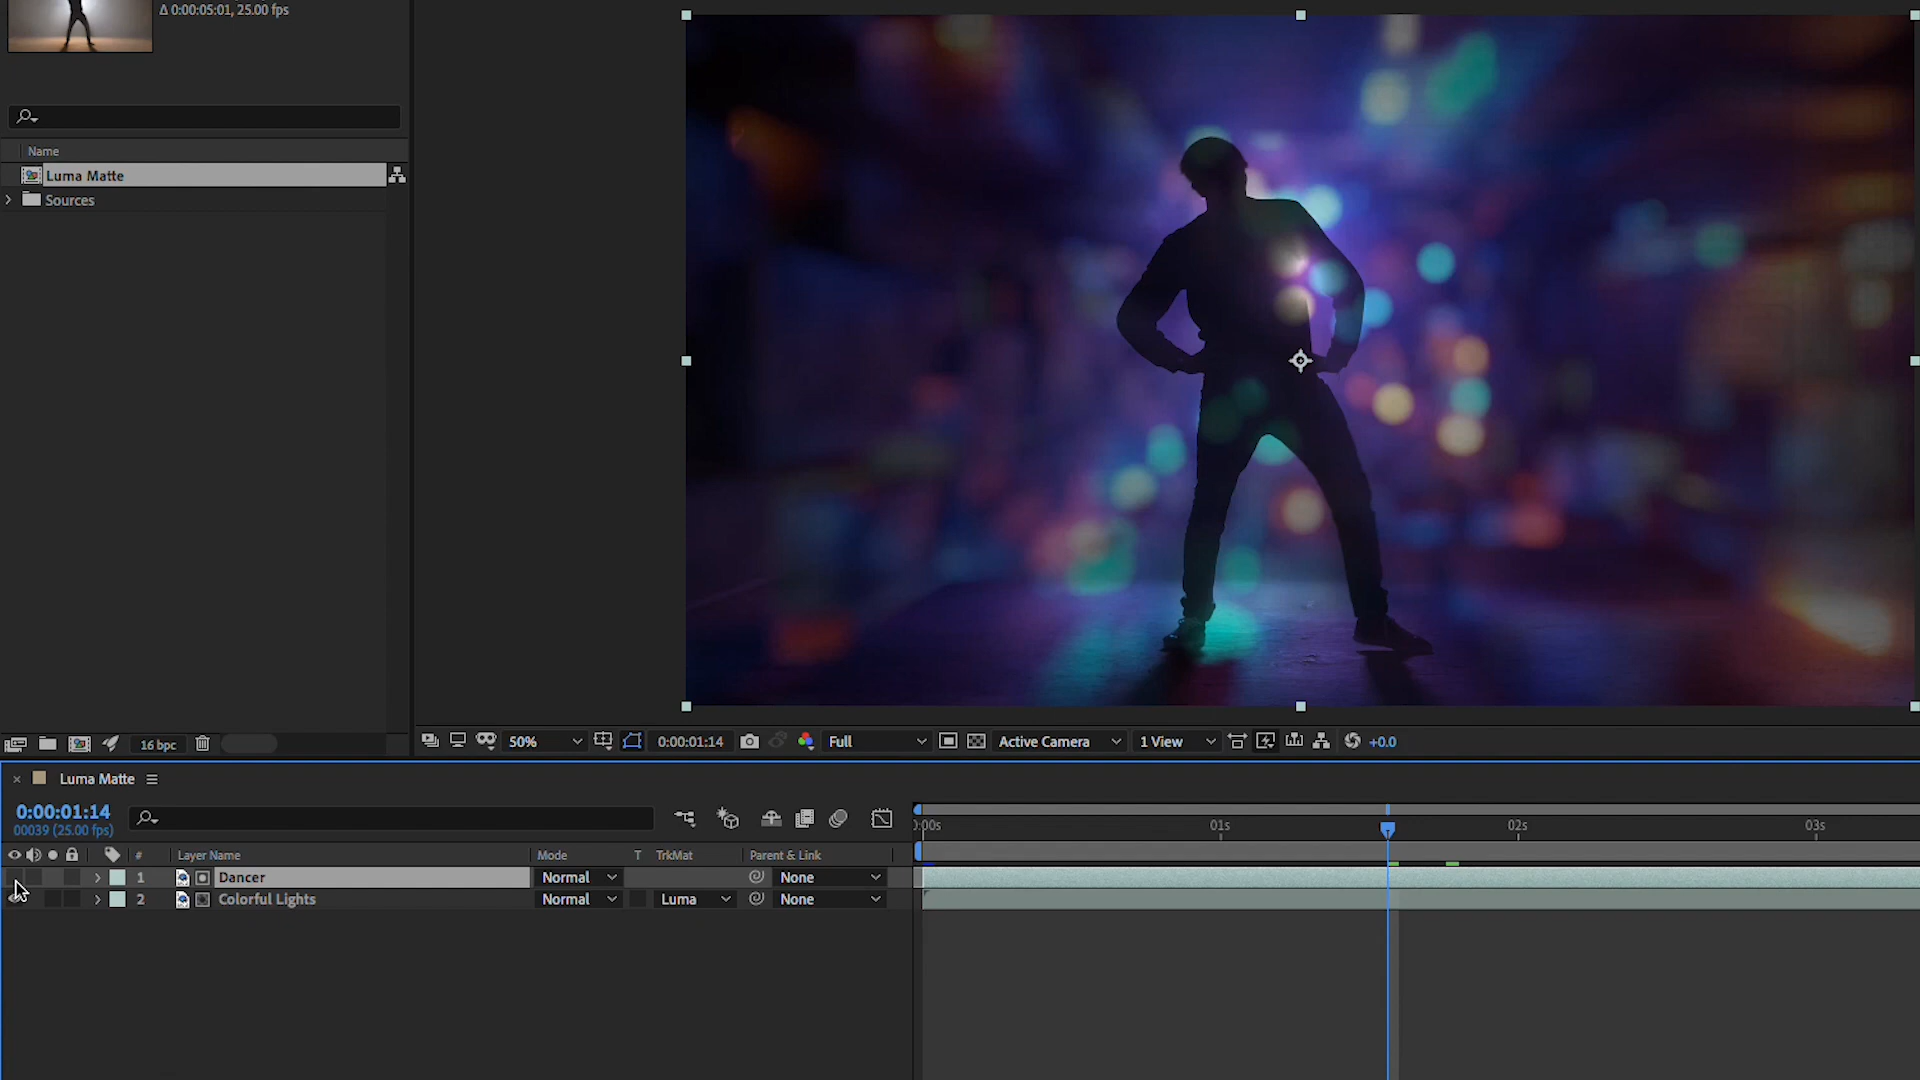 Δ 0:00:05:01, 25.00 fps
Name
Luma Matte
Sources
16 bpc
50%
0:00:01:14
Full
Active Camera
1 View
+0.0
Luma Matte
0:00:01:14
00039 (25.00 fps)
:00s
01s
02s
03s
#
Layer Name
Mode
T
TrkMat
Parent & Link
1
Dancer
Normal
None
2
Colorful Lights
Normal
Luma
None